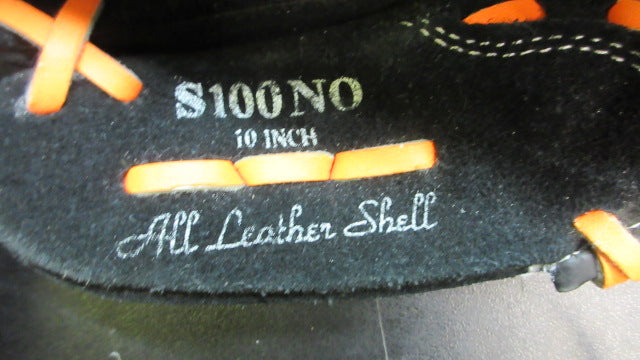 S100NO
10 INCH
All Leather Shell